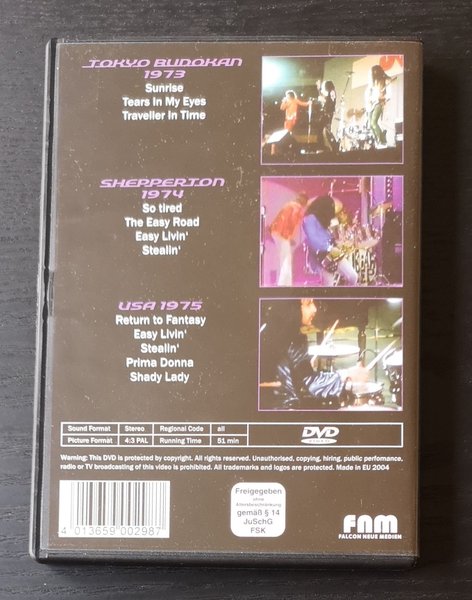 TOKYO BUDOKAN
1973
Sunrise
Tears In My Eyes
Traveller In Time
SHEPPERTON
1974
So tired
The Easy Road
Easy Livin'
Stealin'
USA 1975
Return to Fantasy
Easy Livin'
Stealin'
Prima Donna
Shady Lady
Sound Format Stereo Regional Code all
Picture Format 4:3 PAL Running Time 51 min
DVD
Warning: This DVD is protected by copyright. All rights reserved. Unauthorised, copying, hiring, public perfomance,
radio or TV broadcasting of this video is prohibited. All trademarks and logos are protected. Made in EU 2004
4 013659 002987
Freigegeben
ohne
Altersbeschränkung
gemäß § 14
JuSchG
FSK
FNM
FALCON NEUE MEDIEN